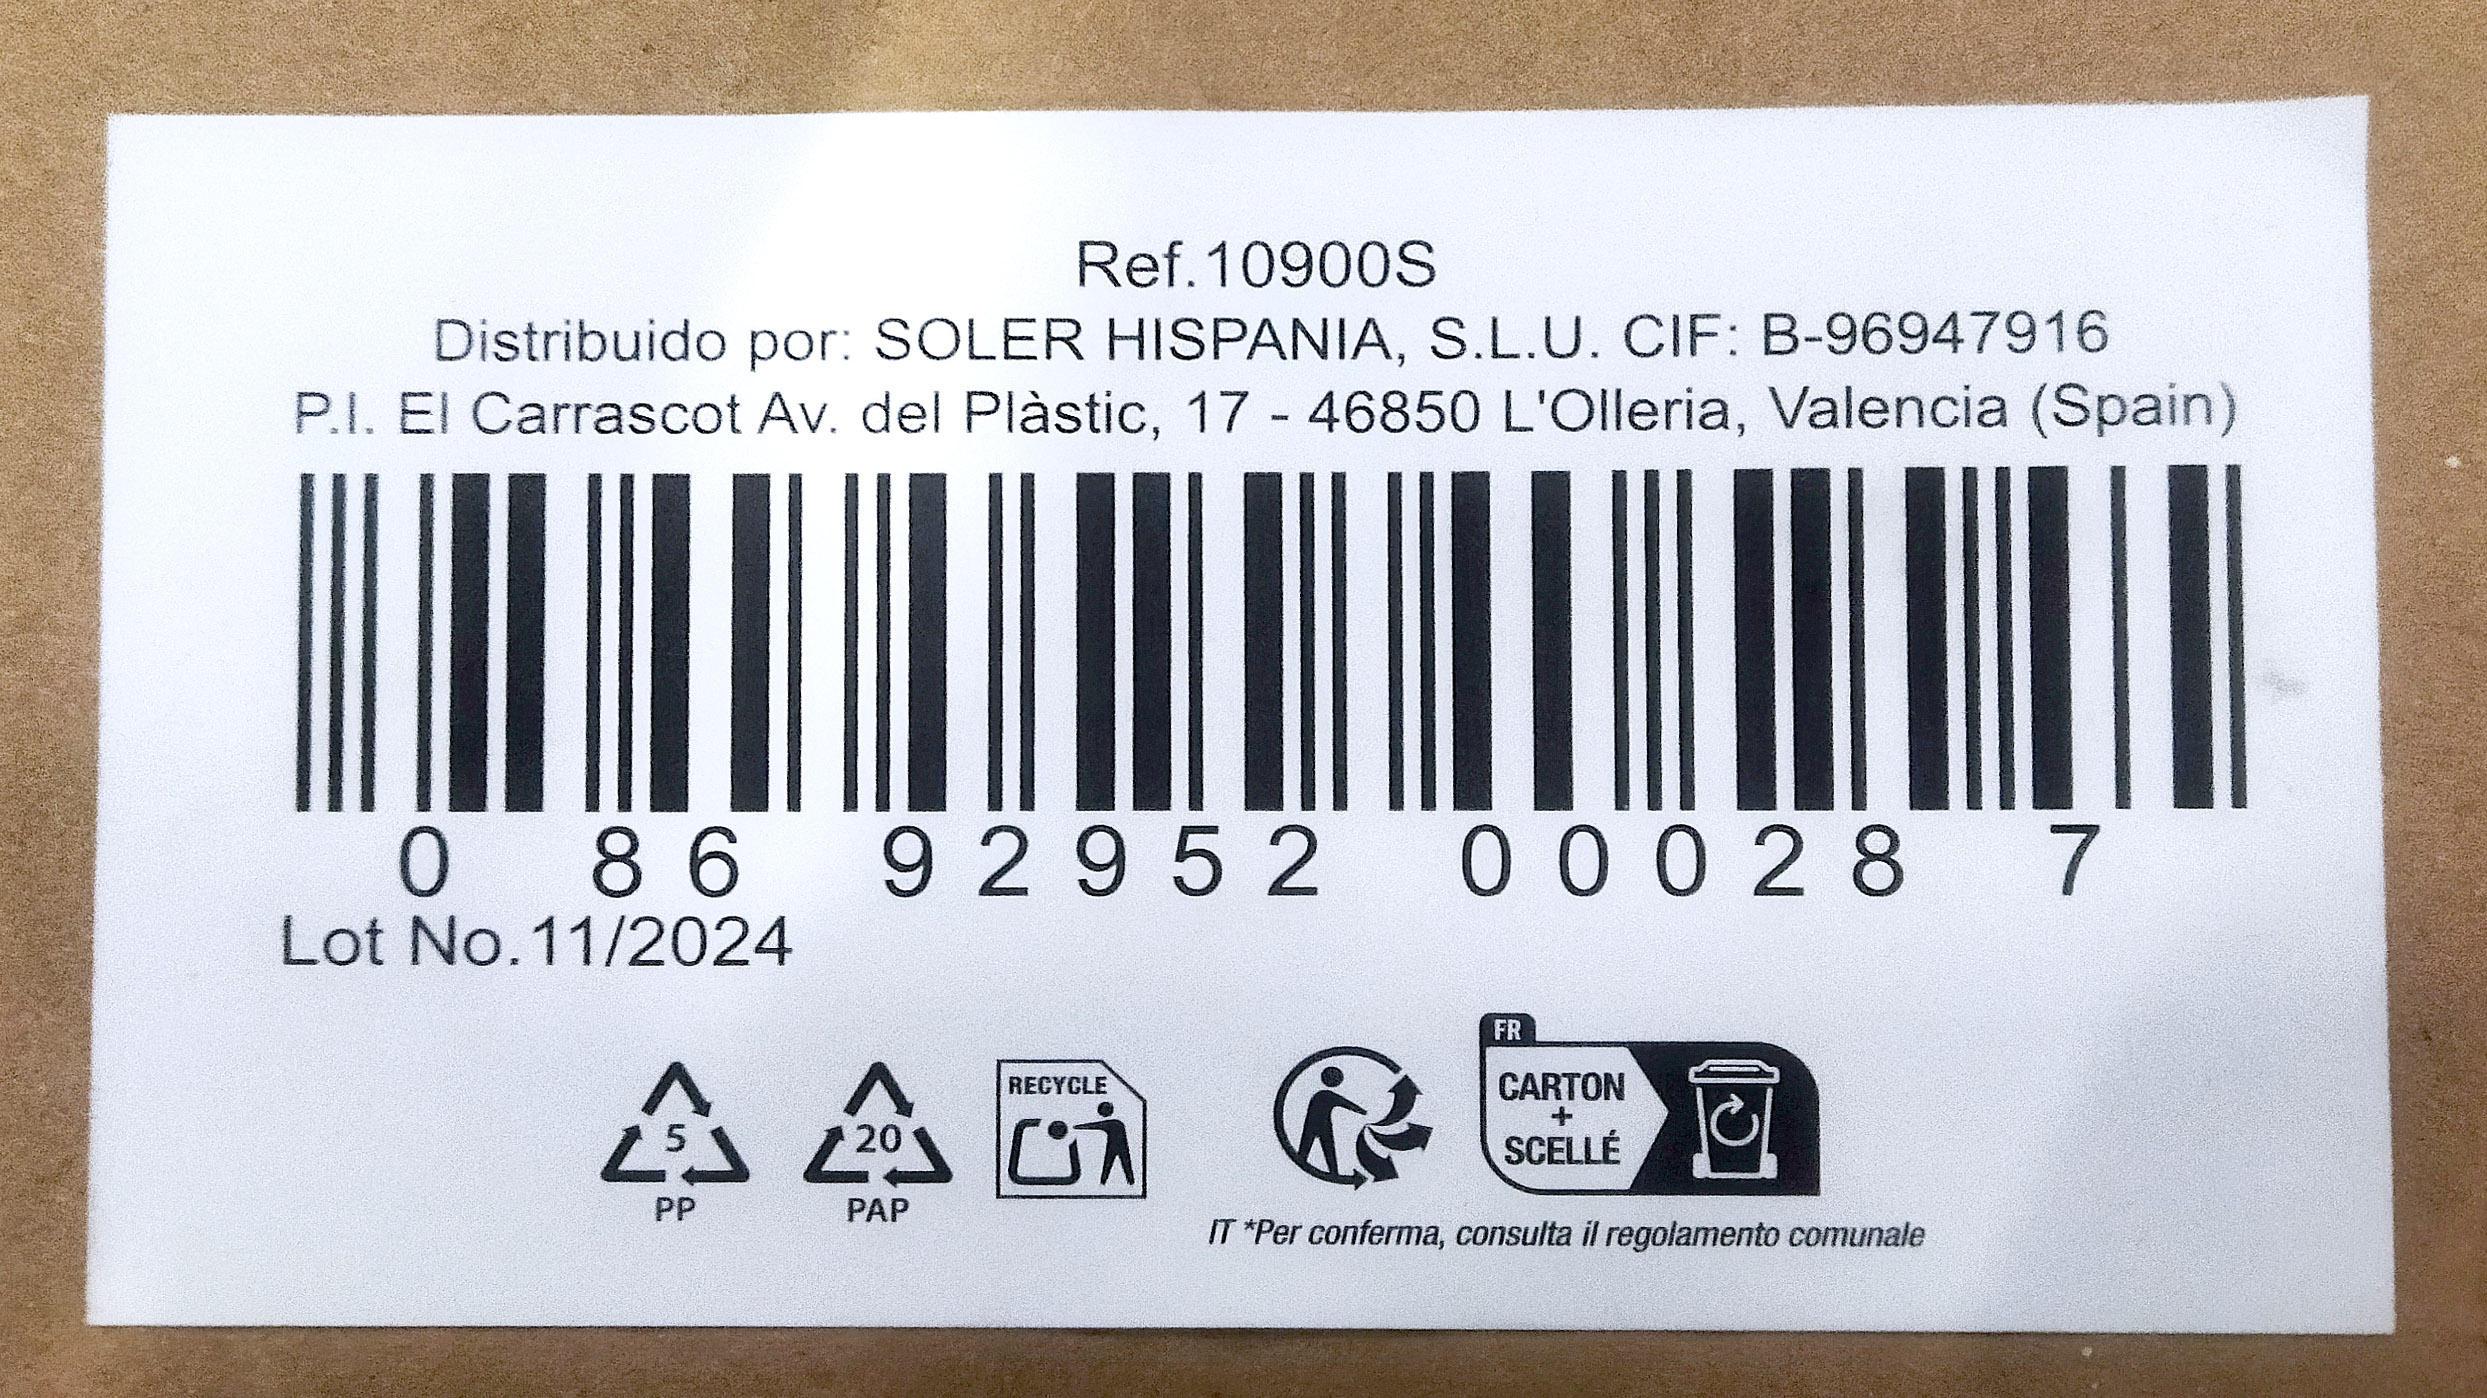 Ref.10900S
Distribuido por: SOLER HISPANIA, S.L.U. CIF: B-96947916
P.I. El Carrascot Av. del Plàstic, 17 - 46850 L'Olleria, Valencia (Spain)
0 86 92952 00028 7
Lot No.11/2024
5
PP
20
PAP
RECYCLE
FR
CARTON
+
SCELLÉ
IT *Per conferma, consulta il regolamento comunale